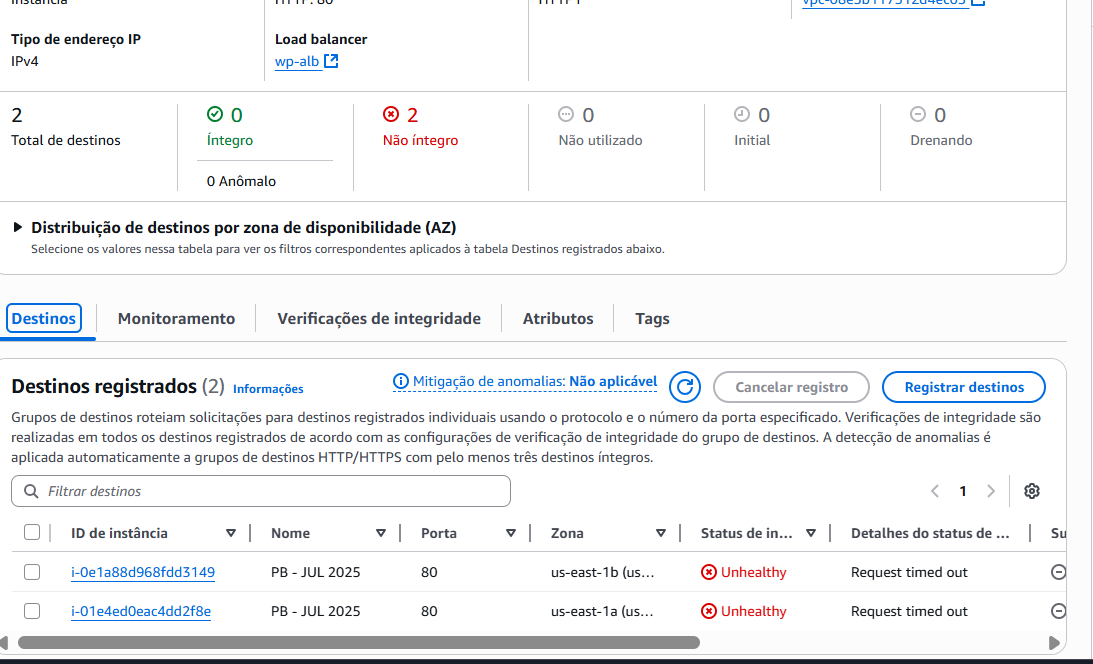 Instância HTTP: 80 HTTP1
Tipo de endereço IP
IPv4
Load balancer
wp-alb
2
Total de destinos
0
Íntegro
0 Anômalo
2
Não íntegro
0
Não utilizado
0
Initial
0
Drenando
Distribuição de destinos por zona de disponibilidade (AZ)
Selecione os valores nessa tabela para ver os filtros correspondentes aplicados à tabela Destinos registrados abaixo.
Destinos Monitoramento Verificações de integridade Atributos Tags
Destinos registrados (2) Informações Mitigação de anomalias: Não aplicável Cancelar registro Registrar destinos
Grupos de destinos roteiam solicitações para destinos registrados individuais usando o protocolo e o número da porta especificado. Verificações de integridade são
realizadas em todos os destinos registrados de acordo com as configurações de verificação de integridade do grupo de destinos. A detecção de anomalias é
aplicada automaticamente a grupos de destinos HTTP/HTTPS com pelo menos três destinos íntegros.
Filtrar destinos 1
ID de instância Nome Porta Zona Status de in... Detalhes do status de ... Su
i-0e1a88d968fdd3149 PB - JUL 2025 80 us-east-1b (us... Unhealthy Request timed out
i-01e4ed0eac4dd2f8e PB - JUL 2025 80 us-east-1a (us... Unhealthy Request timed out